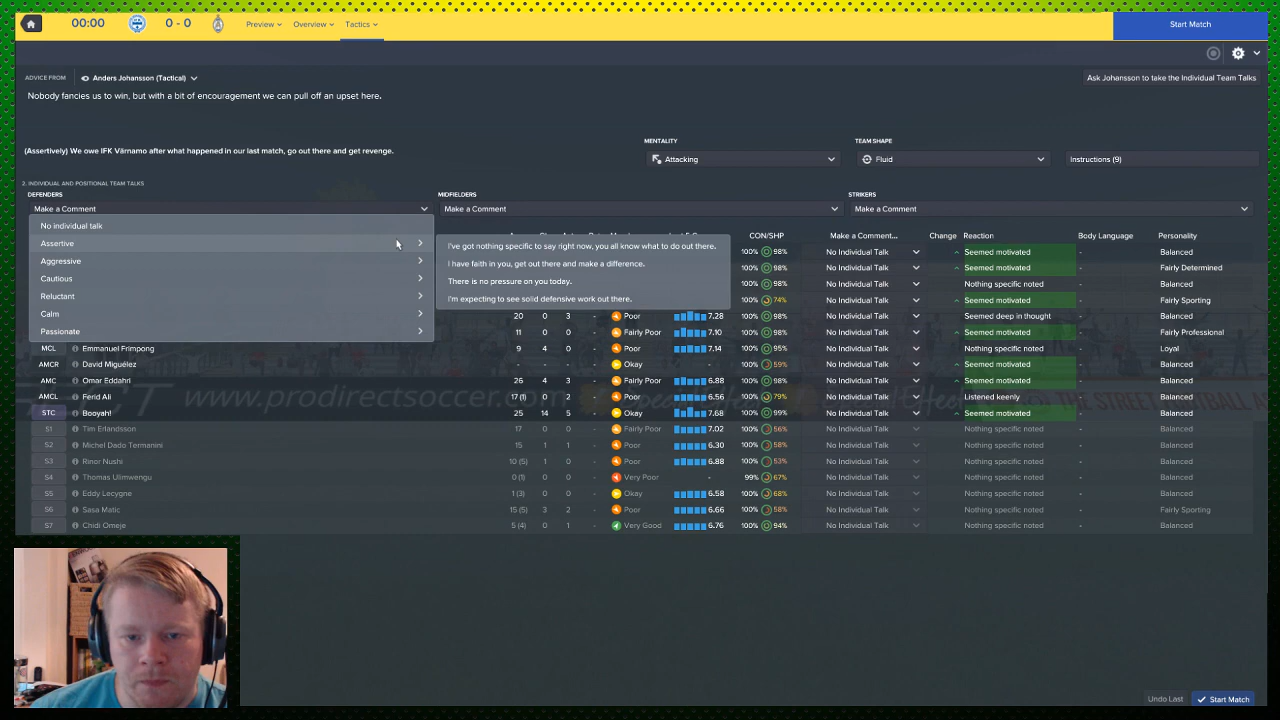 00:00 0 - 0 Preview Overview Tactics Start Match
ADVICE FROM Anders Johansson (Tactical) Ask Johansson to take the Individual Team Talks
Nobody fancies us to win, but with a bit of encouragement we can pull off an upset here.
MENTALITY TEAM SHAPE
(Assertively) We owe IFK Värnamo after what happened in our last match, go out there and get revenge.
Attacking Fluid Instructions (9)
2. INDIVIDUAL AND POSITIONAL TEAM TALKS
DEFENDERS MIDFIELDERS STRIKERS
Make a Comment Make a Comment Make a Comment
No individual talk
CON/SHP Make a Comment... Change Reaction Body Language Personality
Assertive I've got nothing specific to say right now, you all know what to do out there. 100% 98% No Individual Talk Seemed motivated - Balanced
Aggressive I have faith in you, get out there and make a difference. 100% 98% No Individual Talk Seemed motivated - Fairly Determined
Cautious There is no pressure on you today. 100% 98% No Individual Talk Nothing specific noted - Balanced
Reluctant I'm expecting to see solid defensive work out there. 100% 74% No Individual Talk Seemed motivated - Fairly Sporting
Calm 20 0 3 - Poor 7.28 100% 98% No Individual Talk Seemed deep in thought - Balanced
Passionate 11 0 0 - Fairly Poor 7.10 100% 98% No Individual Talk Seemed motivated - Fairly Professional
MCL Emmanuel Frimpong 9 4 0 - Poor 7.14 100% 95% No Individual Talk Nothing specific noted - Loyal
AMCR David Miguélez - Okay - 100% 59% No Individual Talk Seemed motivated - Balanced
AMC Omar Eddahri 26 4 3 - Fairly Poor 6.88 100% 98% No Individual Talk Seemed motivated - Balanced
AMCL Ferid Ali 17 (1) 0 2 - Poor 6.56 100% 79% No Individual Talk Listened keenly - Balanced
STC Booyah! 25 14 5 - Okay 7.68 100% 99% No Individual Talk Seemed motivated - Balanced
S1 Tim Erlandsson 17 0 0 - Fairly Poor 7.02 100% 56% No Individual Talk Nothing specific noted - Balanced
S2 Michel Dado Termanini 15 1 1 - Poor 6.30 100% 58% No Individual Talk Nothing specific noted - Balanced
S3 Rinor Nushi 10 (5) 1 0 - Poor 6.88 100% 53% No Individual Talk Nothing specific noted - Balanced
S4 Thomas Ulimwengu 0 (1) 0 0 - Very Poor - 99% 67% No Individual Talk Nothing specific noted - Balanced
S5 Eddy Lecygne 1 (3) 0 0 - Okay 6.58 100% 68% No Individual Talk Nothing specific noted - Balanced
S6 Sasa Matic 15 (5) 3 2 - Poor 6.66 100% 58% No Individual Talk Nothing specific noted - Fairly Sporting
S7 Chidi Omeje 5 (4) 0 1 - Very Good 6.76 100% 94% No Individual Talk Nothing specific noted - Balanced
www.prodirectsoccer.com
Undo Last Start Match